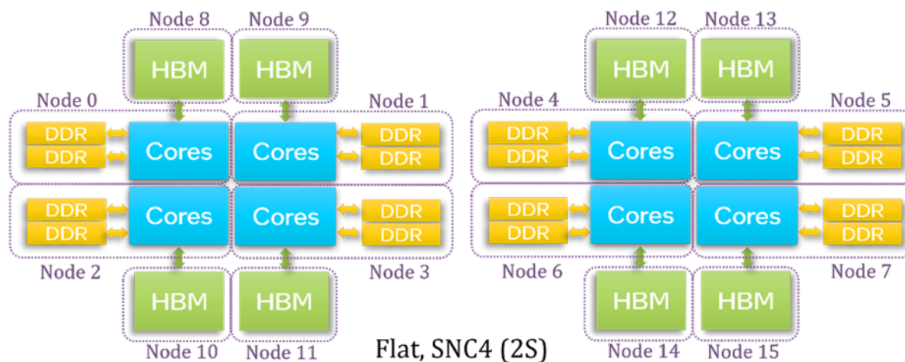 Node 8 Node 9 Node 12 Node 13
HBM HBM HBM HBM
Node 0 Node 1 Node 4 Node 5
DDR Cores Cores DDR DDR Cores Cores DDR
DDR DDR DDR DDR
DDR Cores Cores DDR DDR Cores Cores DDR
DDR DDR DDR DDR
Node 2 Node 3 Node 6 Node 7
HBM HBM HBM HBM
Node 10 Node 11 Flat, SNC4 (2S) Node 14 Node 15